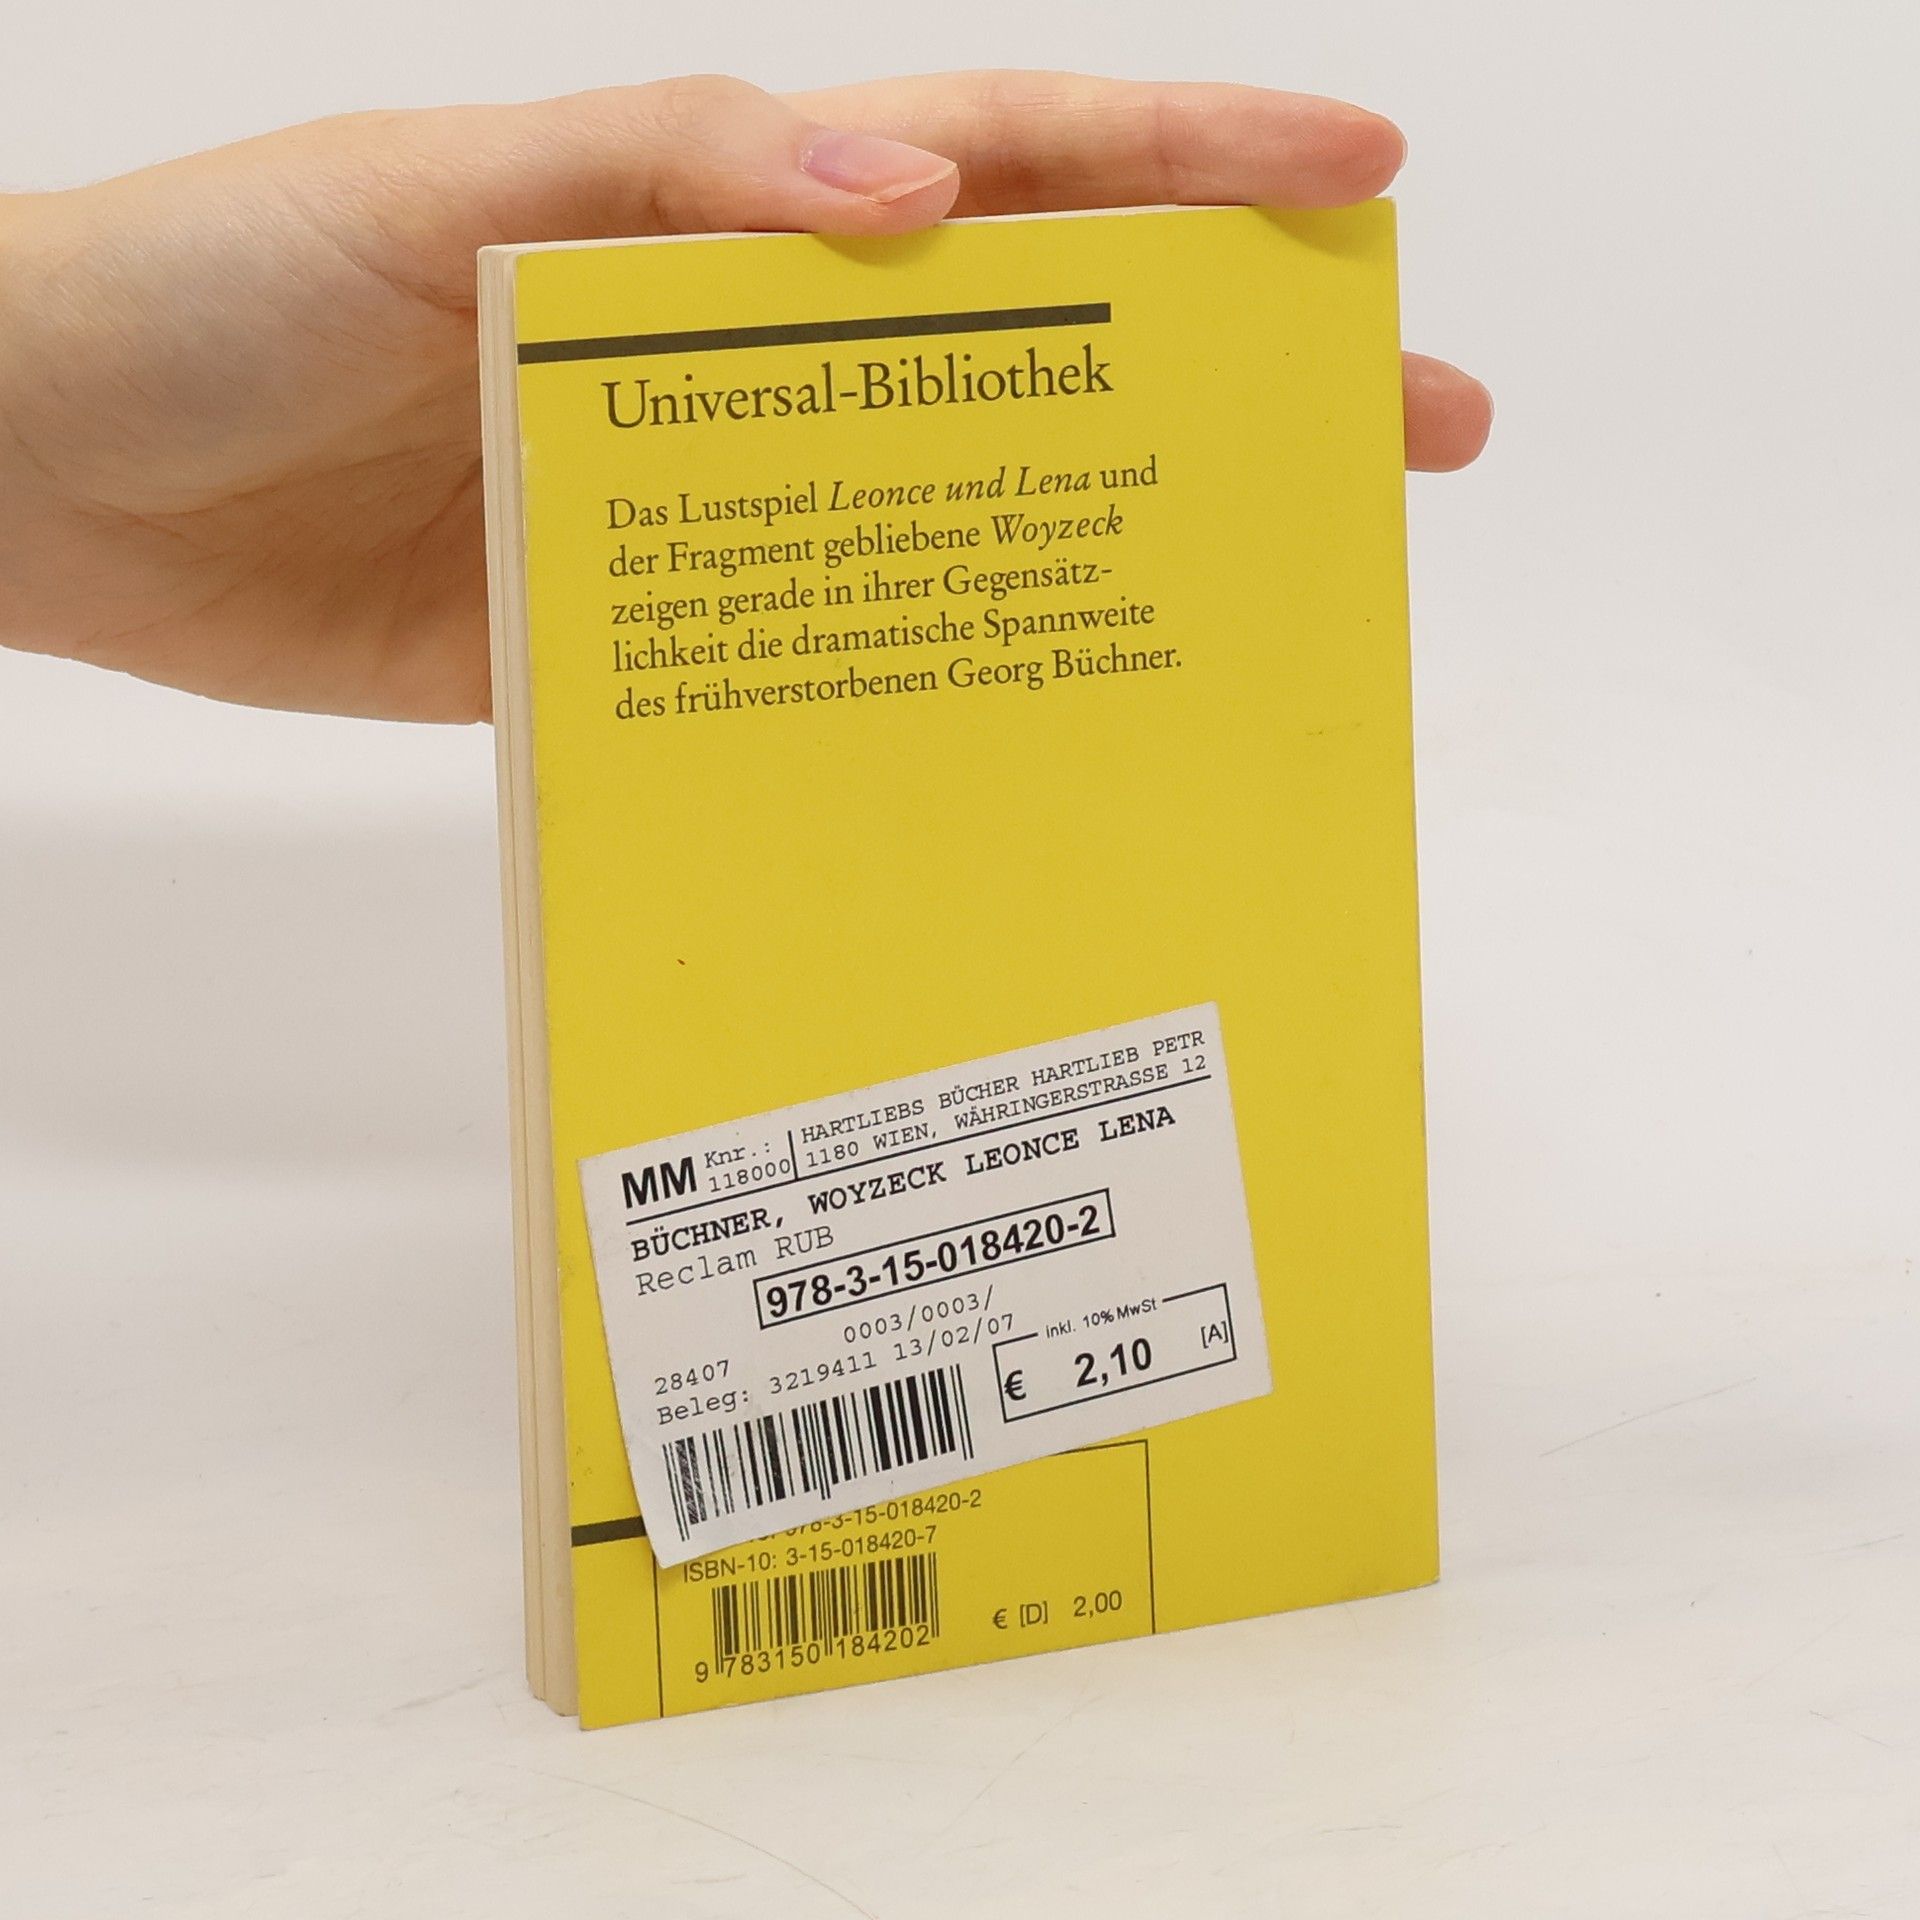 Universal-Bibliothek
Das Lustspiel Leonce und Lena und
der Fragment gebliebene Woyzeck
zeigen gerade in ihrer Gegensätz-
lichkeit die dramatische Spannweite
des frühverstorbenen Georg Büchner.
MM Knr.: 118000
HARTLIEBS BÜCHER HARTLIEB PETR
1180 WIEN, WÄHRINGERSTRASSE 12
BÜCHNER, WOYZECK LEONCE LENA
Reclam RUB
978-3-15-018420-2
0003/0003/
28407
Beleg: 3219411 13/02/07
inkl. 10% MwSt
€ 2,10 [A]
978-3-15-018420-2
ISBN-10: 3-15-018420-7
€ [D] 2,00
9 783150 184202